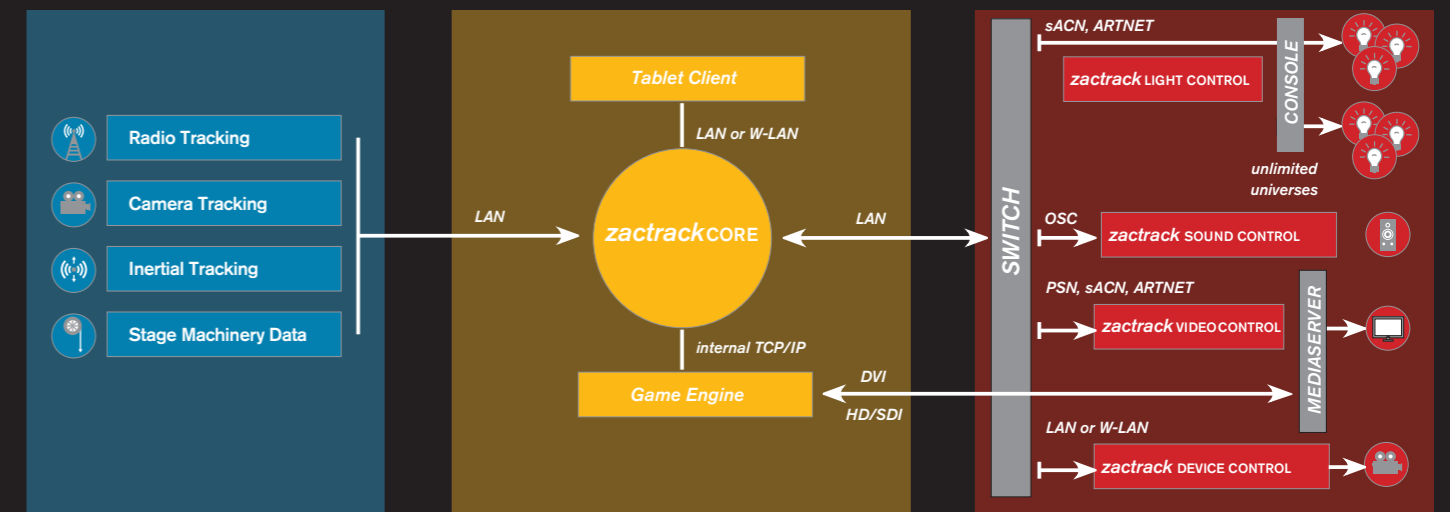 Radio Tracking
Camera Tracking
Inertial Tracking
Stage Machinery Data
LAN
Tablet Client
LAN or W-LAN
zactrack CORE
internal TCP/IP
Game Engine
LAN
DVI
HD/SDI
SWITCH
sACN, ARTNET
zactrack LIGHT CONTROL
CONSOLE
unlimited
universes
OSC
zactrack SOUND CONTROL
PSN, sACN, ARTNET
zactrack VIDEO CONTROL
MEDIASERVER
LAN or W-LAN
zactrack DEVICE CONTROL